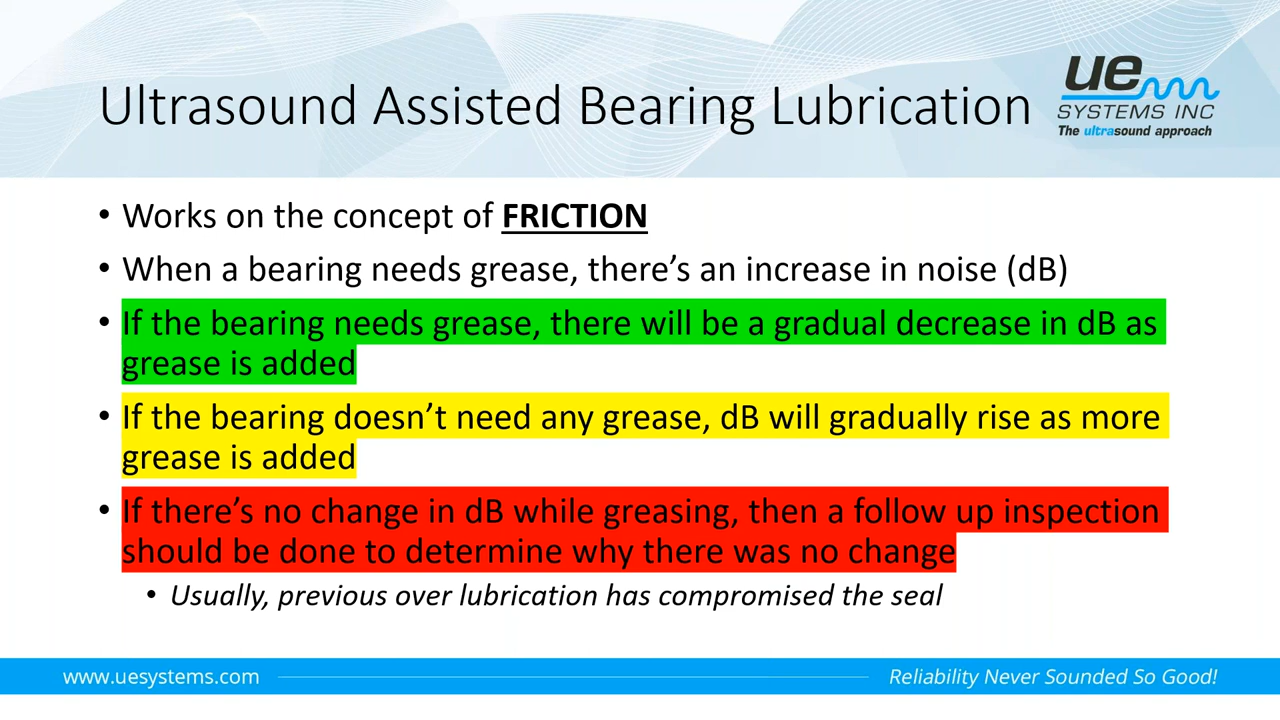 Ultrasound Assisted Bearing Lubrication
ue
SYSTEMS INC
The ultrasound approach
• Works on the concept of FRICTION
• When a bearing needs grease, there’s an increase in noise (dB)
• If the bearing needs grease, there will be a gradual decrease in dB as
grease is added
• If the bearing doesn’t need any grease, dB will gradually rise as more
grease is added
• If there’s no change in dB while greasing, then a follow up inspection
should be done to determine why there was no change
• Usually, previous over lubrication has compromised the seal
www.uesystems.com
Reliability Never Sounded So Good!